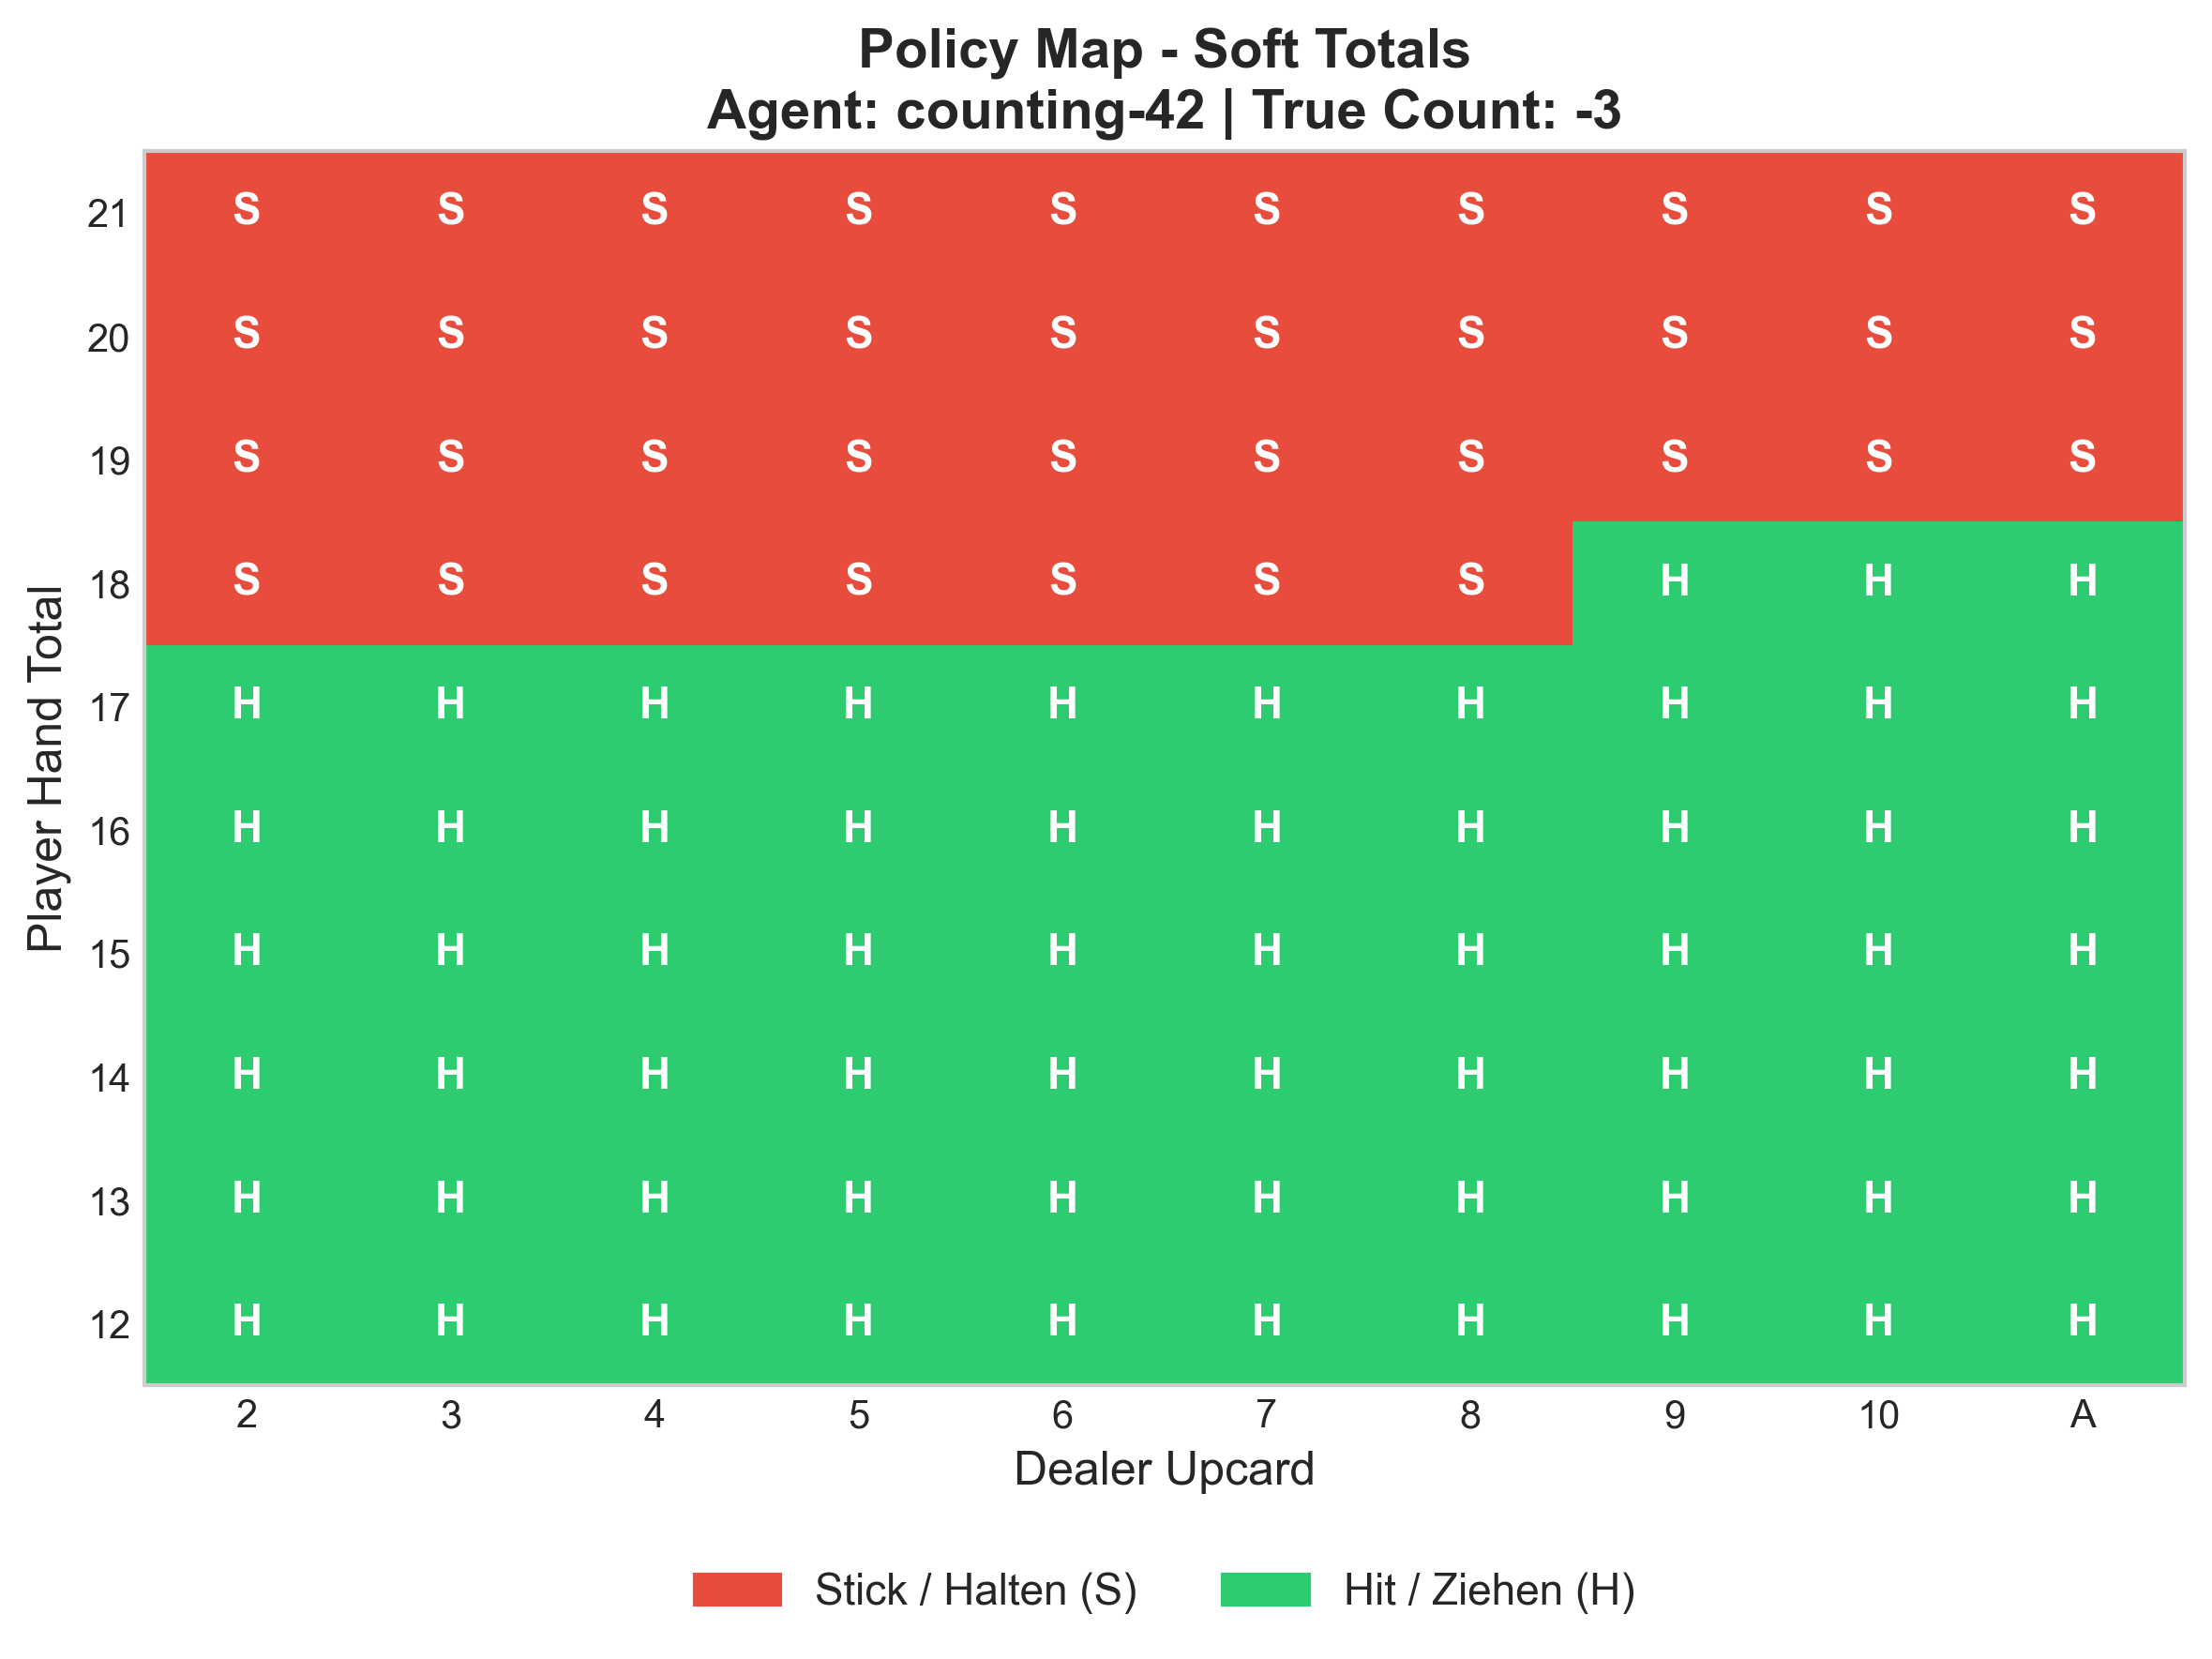 Policy Map - Soft Totals
Agent: counting-42 | True Count: -3
Player Hand Total
21 S S S S S S S S S S
20 S S S S S S S S S S
19 S S S S S S S S S S
18 S S S S S S S H H H
17 H H H H H H H H H H
16 H H H H H H H H H H
15 H H H H H H H H H H
14 H H H H H H H H H H
13 H H H H H H H H H H
12 H H H H H H H H H H
2 3 4 5 6 7 8 9 10 A
Dealer Upcard
Stick / Halten (S) Hit / Ziehen (H)